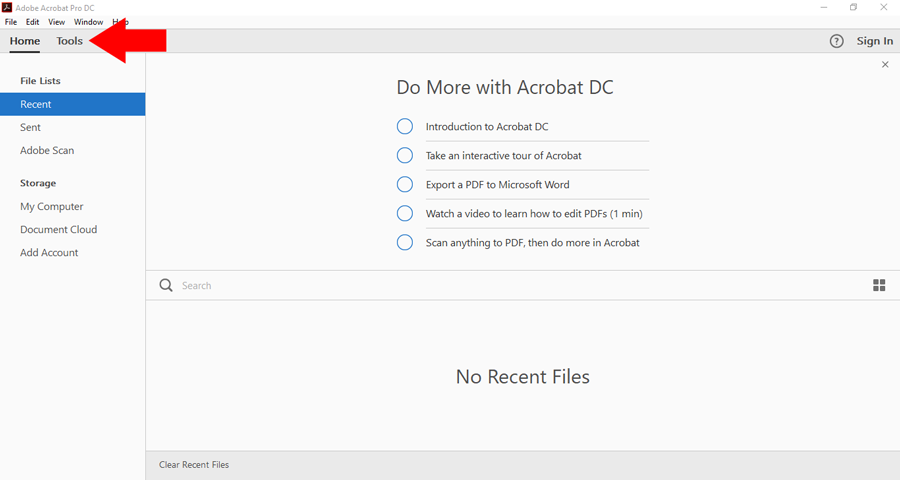 Adobe Acrobat Pro DC
File Edit View Window Help
Home Tools Sign In
File Lists
Recent
Sent
Adobe Scan
Storage
My Computer
Document Cloud
Add Account
Do More with Acrobat DC
Introduction to Acrobat DC
Take an interactive tour of Acrobat
Export a PDF to Microsoft Word
Watch a video to learn how to edit PDFs (1 min)
Scan anything to PDF, then do more in Acrobat
Search
No Recent Files
Clear Recent Files